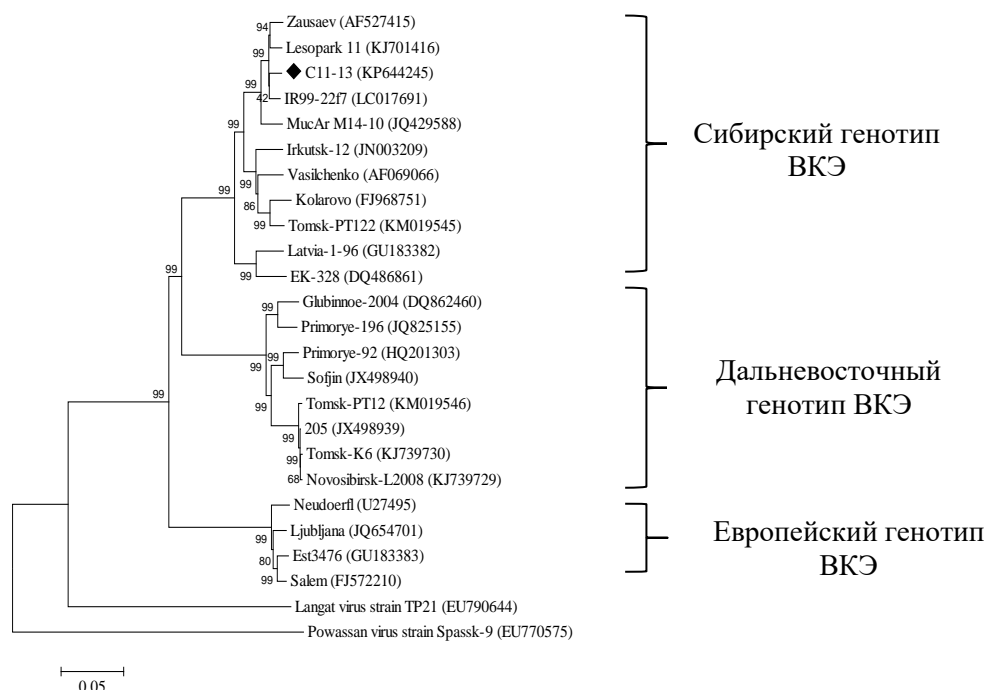 Zausaev (AF527415)
94
Lesopark 11 (KJ701416)
99
C11-13 (KP644245)
42
IR99-22f7 (LC017691)
99
MucAr M14-10 (JQ429588)
99
Irkutsk-12 (JN003209)
Vasilchenko (AF069066)
99
99
Kolarovo (FJ968751)
86
Tomsk-PT122 (KM019545)
99
Latvia-1-96 (GU183382)
EK-328 (DQ486861)
99
99
Сибирский генотип
ВКЭ
Glubinnoe-2004 (DQ862460)
99
Primorye-196 (JQ825155)
Primorye-92 (HQ201303)
99
99
Sofjin (JX498940)
99
Tomsk-PT12 (KM019546)
205 (JX498939)
99
Tomsk-K6 (KJ739730)
99
Novosibirsk-L2008 (KJ739729)
68
99
Дальневосточный
генотип ВКЭ
Neudoerfl (U27495)
Ljubljana (JQ654701)
99
Est3476 (GU183383)
80
Salem (FJ572210)
99
Европейский генотип
ВКЭ
Langat virus strain TP21 (EU790644)
Powassan virus strain Spassk-9 (EU770575)
0.05